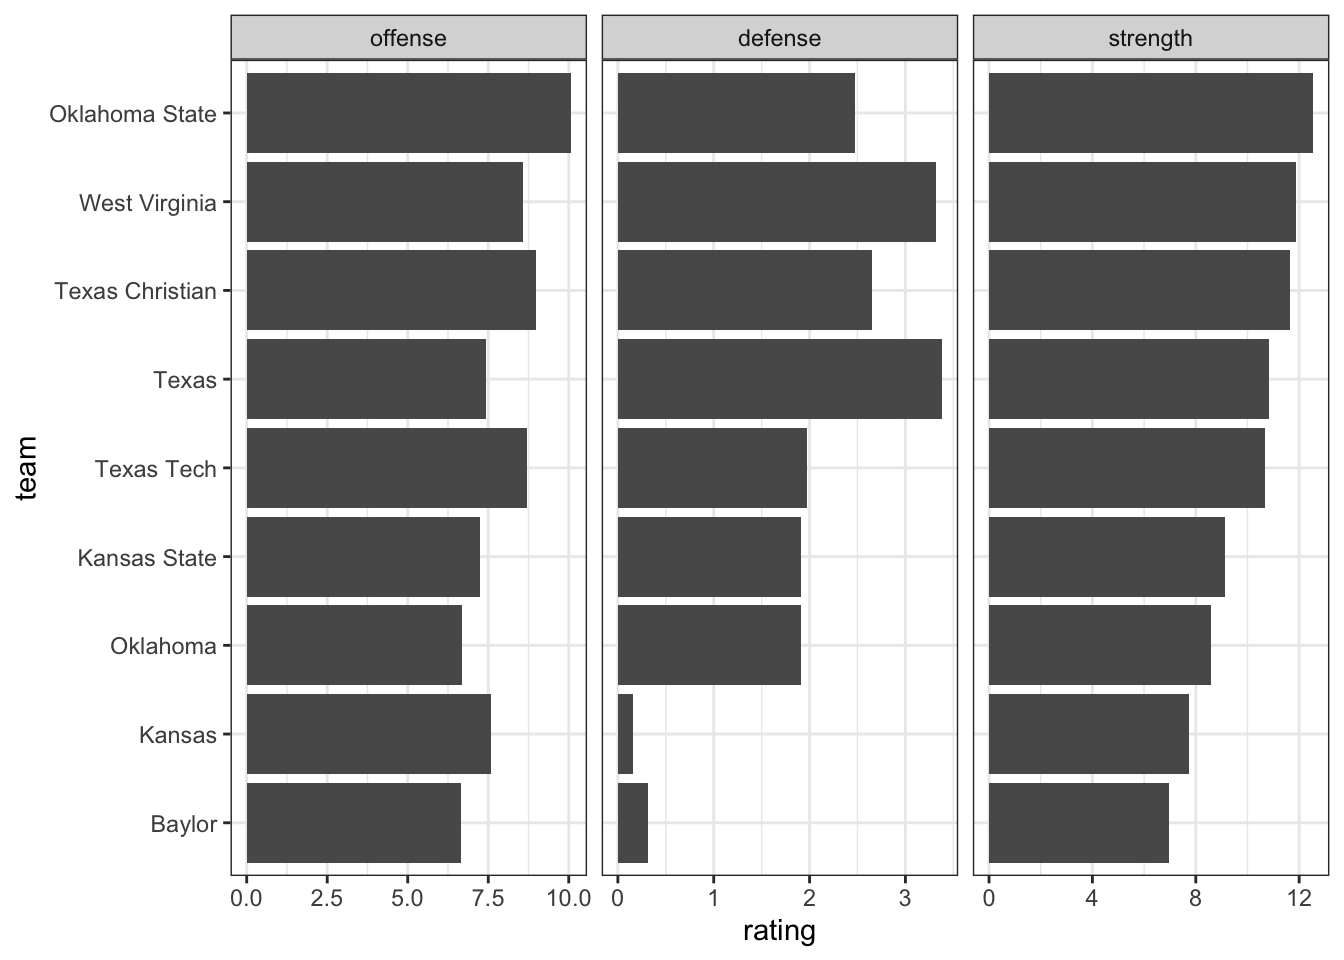 offense
defense
strength
Oklahoma State
West Virginia
Texas Christian
Texas
Texas Tech
Kansas State
Oklahoma
Kansas
Baylor
team
0.0 2.5 5.0 7.5 10.0
0 1 2 3
0 4 8 12
rating